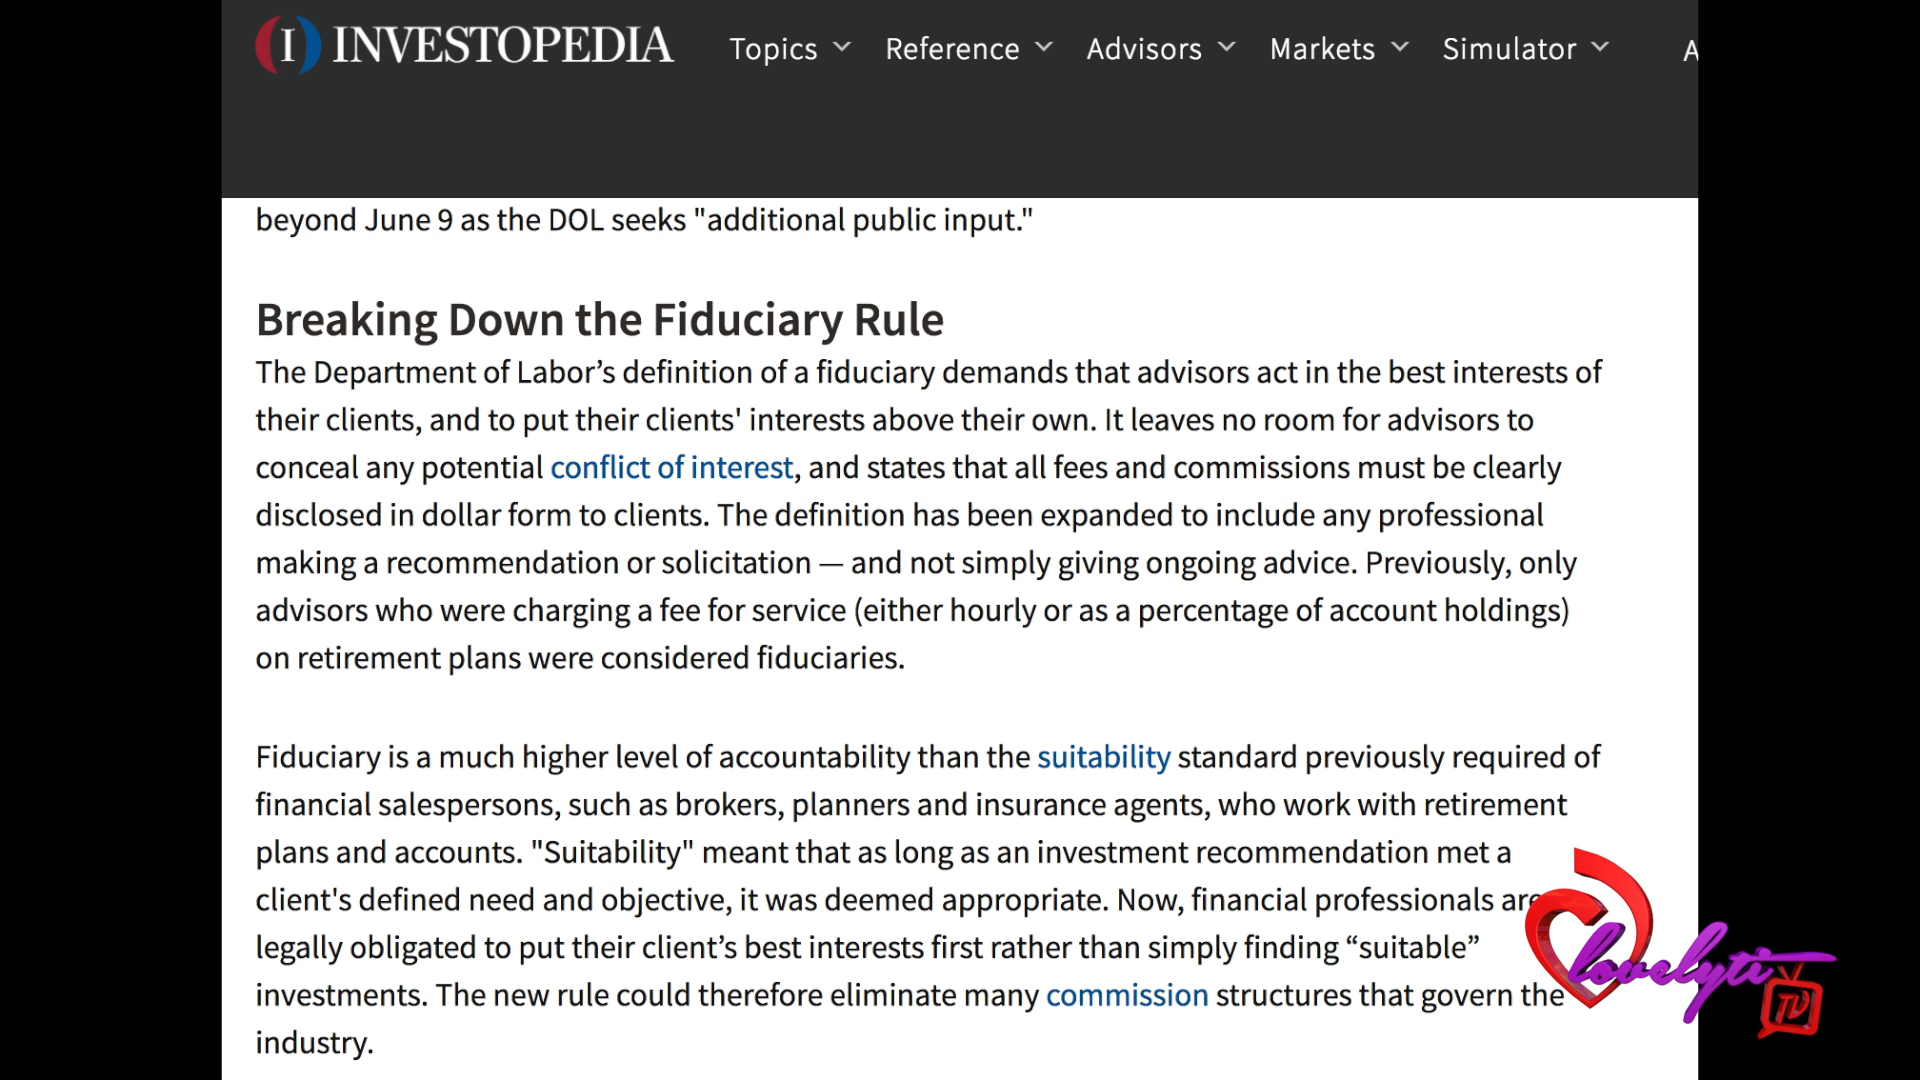 I INVESTOPEDIA Topics Reference Advisors Markets Simulator A
beyond June 9 as the DOL seeks "additional public input."
Breaking Down the Fiduciary Rule
The Department of Labor’s definition of a fiduciary demands that advisors act in the best interests of
their clients, and to put their clients' interests above their own. It leaves no room for advisors to
conceal any potential conflict of interest, and states that all fees and commissions must be clearly
disclosed in dollar form to clients. The definition has been expanded to include any professional
making a recommendation or solicitation — and not simply giving ongoing advice. Previously, only
advisors who were charging a fee for service (either hourly or as a percentage of account holdings)
on retirement plans were considered fiduciaries.
Fiduciary is a much higher level of accountability than the suitability standard previously required of
financial salespersons, such as brokers, planners and insurance agents, who work with retirement
plans and accounts. "Suitability" meant that as long as an investment recommendation met a
client's defined need and objective, it was deemed appropriate. Now, financial professionals are
legally obligated to put their client’s best interests first rather than simply finding “suitable”
investments. The new rule could therefore eliminate many commission structures that govern the
industry.
lovelyti
TV